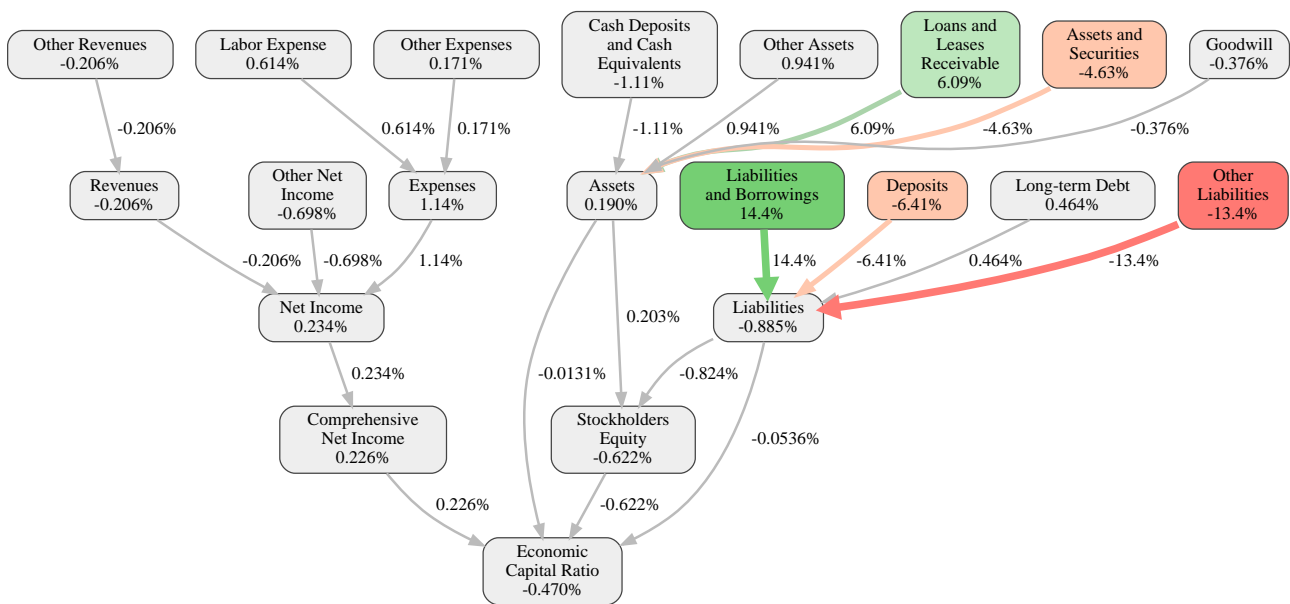 Other Revenues
-0.206%
Labor Expense
0.614%
Other Expenses
0.171%
Cash Deposits
and Cash
Equivalents
-1.11%
Other Assets
0.941%
Loans and
Leases
Receivable
6.09%
Assets and
Securities
-4.63%
Goodwill
-0.376%
-0.206%
0.614%
0.171%
-1.11%
0.941%
6.09%
-4.63%
-0.376%
Revenues
-0.206%
Other Net
Income
-0.698%
Expenses
1.14%
Assets
0.190%
Liabilities
and Borrowings
14.4%
Deposits
-6.41%
Long-term Debt
0.464%
Other
Liabilities
-13.4%
-0.206%
-0.698%
1.14%
14.4%
-6.41%
0.464%
-13.4%
Net Income
0.234%
0.203%
Liabilities
-0.885%
0.234%
-0.0131%
-0.824%
-0.0536%
Comprehensive
Net Income
0.226%
Stockholders
Equity
-0.622%
0.226%
-0.622%
Economic
Capital Ratio
-0.470%